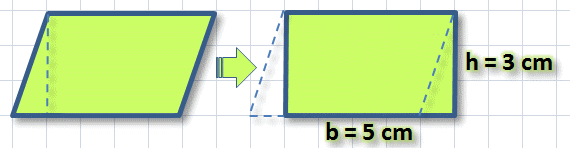 h = 3 cm
b = 5 cm